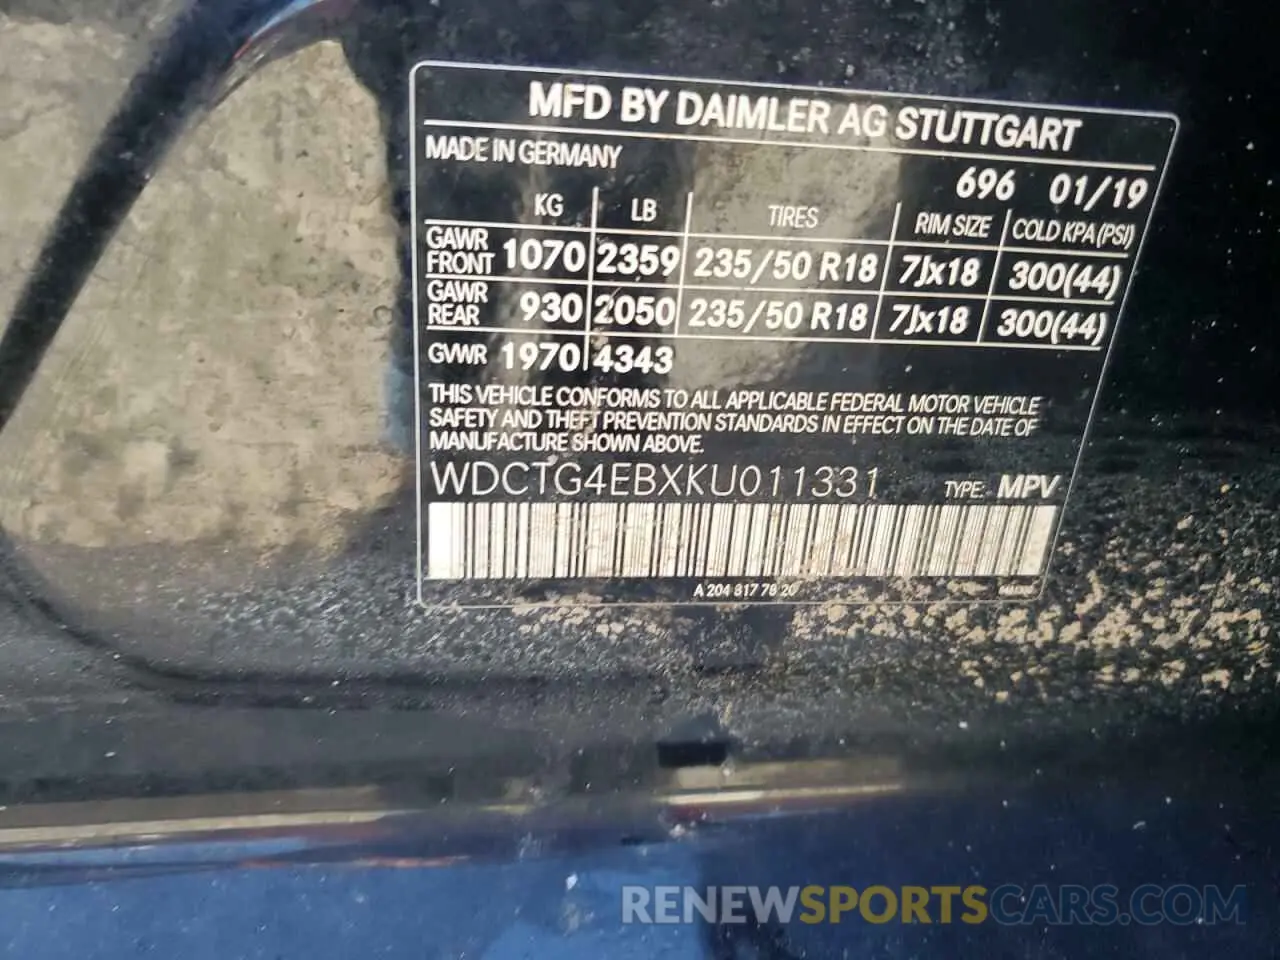 MFD BY DAIMLER AG STUTTGART
MADE IN GERMANY
696 01/19
KG LB TIRES RIM SIZE COLD KPA (PSI)
GAWR FRONT 1070 2359 235/50 R18 7Jx18 300(44)
GAWR REAR 930 2050 235/50 R18 7Jx18 300(44)
GVWR 1970 4343
THIS VEHICLE CONFORMS TO ALL APPLICABLE FEDERAL MOTOR VEHICLE
SAFETY AND THEFT PREVENTION STANDARDS IN EFFECT ON THE DATE OF
MANUFACTURE SHOWN ABOVE.
WDCTG4EBXKU011331 TYPE: MPV
A 204 817 78 20
RENEWSPORTSCARS.COM